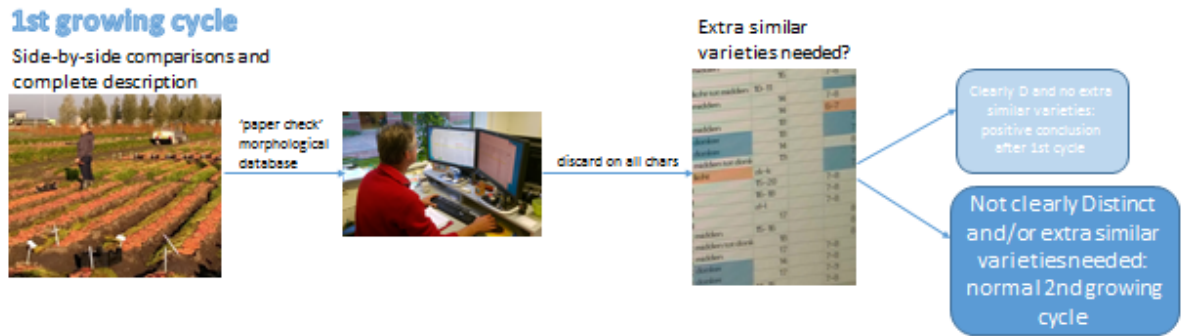 1st growing cycle
Side-by-side comparisons and
complete description
'paper check'
morphological
database
discard on all chars
Extra similar
varieties needed?
Clearly D and no extra
similar varieties:
positive conclusion
after 1st cycle
Not clearly Distinct
and/or extra similar
varietiesneeded:
normal 2nd growing
cycle